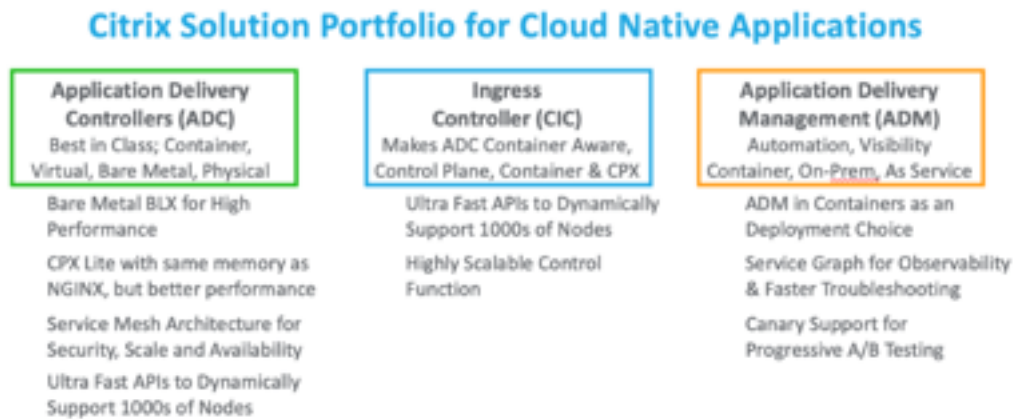 Citrix Solution Portfolio for Cloud Native Applications
Application Delivery
Controllers (ADC)
Best in Class; Container,
Virtual, Bare Metal, Physical
Bare Metal BLX for High
Performance
CPX Lite with same memory as
NGINX, but better performance
Service Mesh Architecture for
Security, Scale and Availability
Ultra Fast APIs to Dynamically
Support 1000s of Nodes
Ingress
Controller (CIC)
Makes ADC Container Aware,
Control Plane, Container & CPX
Ultra Fast APIs to Dynamically
Support 1000s of Nodes
Highly Scalable Control
Function
Application Delivery
Management (ADM)
Automation, Visibility
Container, On-Prem, As Service
ADM in Containers as an
Deployment Choice
Service Graph for Observability
& Faster Troubleshooting
Canary Support for
Progressive A/B Testing